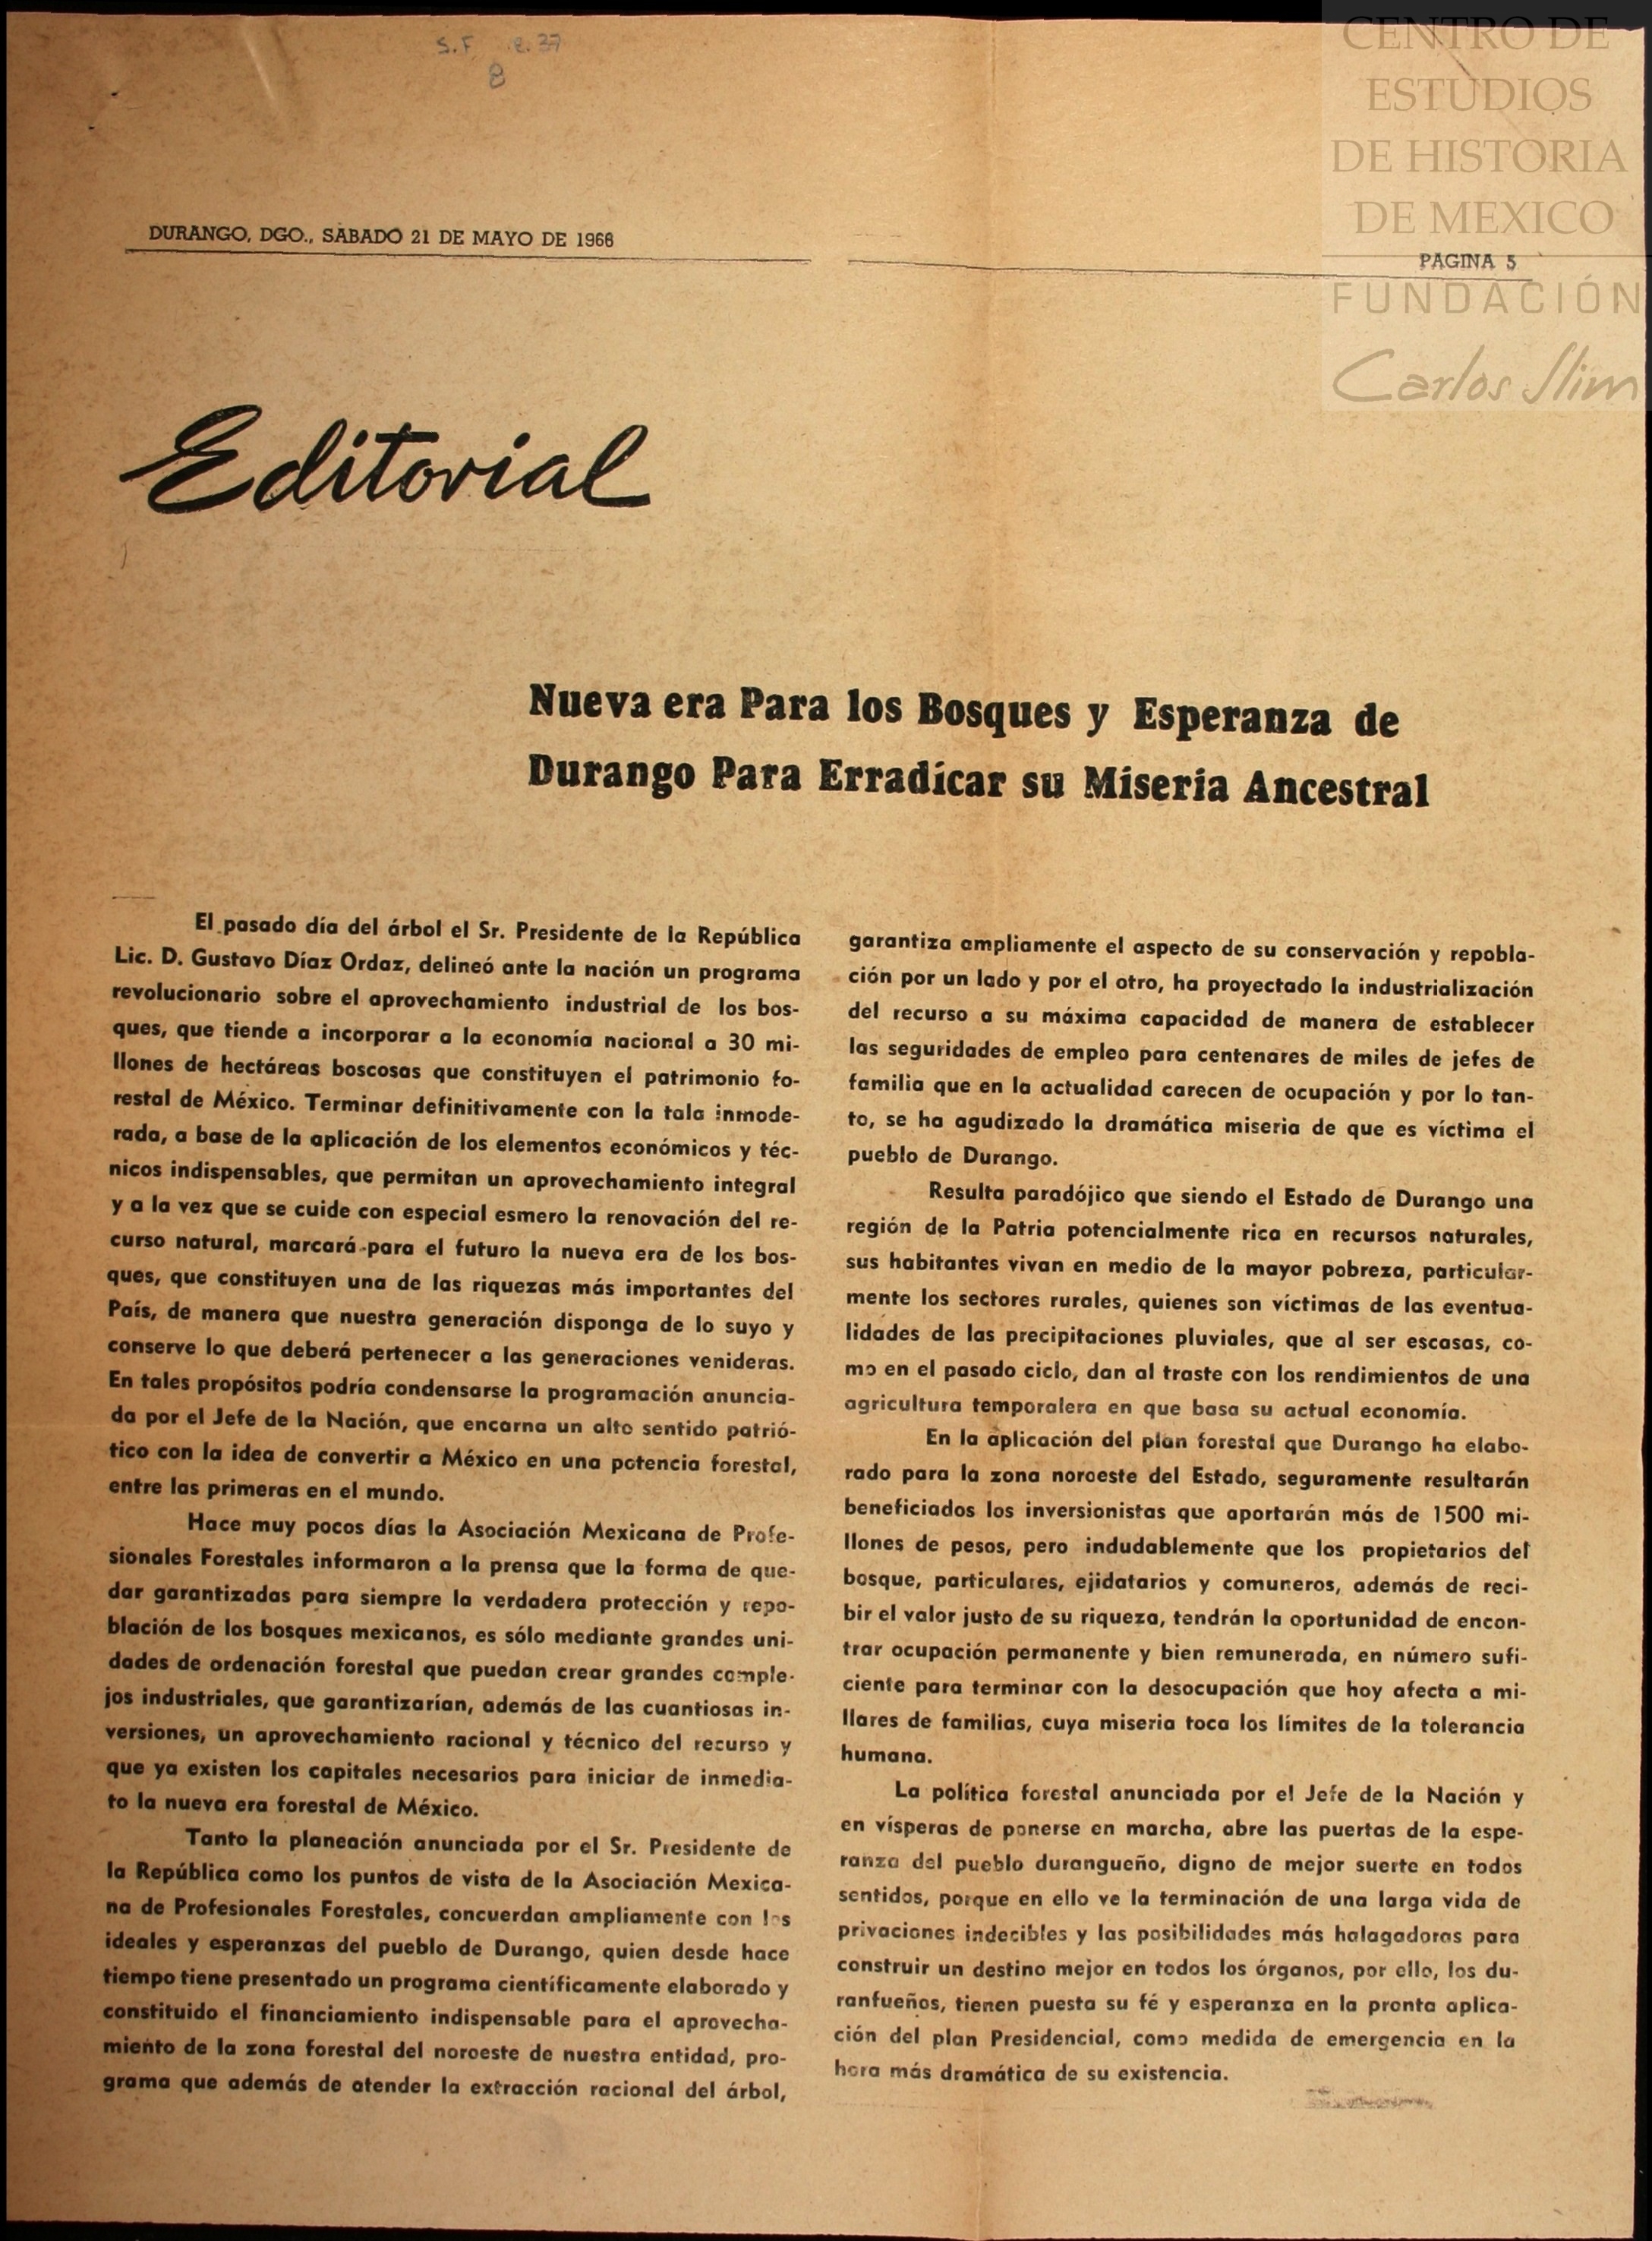 S.F. c. 37
8
CENTRO DE
ESTUDIOS
DE HISTORIA
DE MEXICO
FUNDACIÓN
Carlos Slim
DURANGO, DGO., SABADO 21 DE MAYO DE 1966
PAGINA 5
Editorial
Nueva era Para los Bosques y Esperanza de
Durango Para Erradicar su Miseria Ancestral
El pasado día del árbol el Sr. Presidente de la República
Lic. D. Gustavo Díaz Ordaz, delineó ante la nación un programa
revolucionario sobre el aprovechamiento industrial de los bos-
ques, que tiende a incorporar a la economía nacional a 30 mi-
llones de hectáreas boscosas que constituyen el patrimonio fo-
restal de México. Terminar definitivamente con la tala inmode-
rada, a base de la aplicación de los elementos económicos y téc-
nicos indispensables, que permitan un aprovechamiento integral
y a la vez que se cuide con especial esmero la renovación del re-
curso natural, marcará para el futuro la nueva era de los bos-
ques, que constituyen una de las riquezas más importantes del
País, de manera que nuestra generación disponga de lo suyo y
conserve lo que deberá pertenecer a las generaciones venideras.
En tales propósitos podría condensarse la programación anuncia-
da por el Jefe de la Nación, que encarna un alto sentido patrió-
tico con la idea de convertir a México en una potencia forestal,
entre las primeras en el mundo.
Hace muy pocos días la Asociación Mexicana de Profe-
sionales Forestales informaron a la prensa que la forma de que-
dar garantizadas para siempre la verdadera protección y repo-
blación de los bosques mexicanos, es sólo mediante grandes uni-
dades de ordenación forestal que puedan crear grandes comple-
jos industriales, que garantizarían, además de las cuantiosas in-
versiones, un aprovechamiento racional y técnico del recurso y
que ya existen los capitales necesarios para iniciar de inmedia-
to la nueva era forestal de México.
Tanto la planeación anunciada por el Sr. Presidente de
la República como los puntos de vista de la Asociación Mexica-
na de Profesionales Forestales, concuerdan ampliamente con los
ideales y esperanzas del pueblo de Durango, quien desde hace
tiempo tiene presentado un programa científicamente elaborado y
constituido el financiamiento indispensable para el aprovecha-
miento de la zona forestal del noroeste de nuestra entidad, pro-
grama que además de atender la extracción racional del árbol,
garantiza ampliamente el aspecto de su conservación y repobla-
ción por un lado y por el otro, ha proyectado la industrialización
del recurso a su máxima capacidad de manera de establecer
las seguridades de empleo para centenares de miles de jefes de
familia que en la actualidad carecen de ocupación y por lo tan-
to, se ha agudizado la dramática miseria de que es víctima el
pueblo de Durango.
Resulta paradójico que siendo el Estado de Durango una
región de la Patria potencialmente rica en recursos naturales,
sus habitantes vivan en medio de la mayor pobreza, particular-
mente los sectores rurales, quienes son víctimas de las eventua-
lidades de las precipitaciones pluviales, que al ser escasas, co-
mo en el pasado ciclo, dan al traste con los rendimientos de una
agricultura temporalera en que basa su actual economía.
En la aplicación del plan forestal que Durango ha elabo-
rado para la zona noroeste del Estado, seguramente resultarán
beneficiados los inversionistas que aportarán más de 1500 mi-
llones de pesos, pero indudablemente que los propietarios del
bosque, particulares, ejidatarios y comuneros, además de reci-
bir el valor justo de su riqueza, tendrán la oportunidad de encon-
trar ocupación permanente y bien remunerada, en número sufi-
ciente para terminar con la desocupación que hoy afecta a mi-
llares de familias, cuya miseria toca los límites de la tolerancia
humana.
La política forestal anunciada por el Jefe de la Nación y
en vísperas de ponerse en marcha, abre las puertas de la espe-
ranza del pueblo durangueño, digno de mejor suerte en todos
sentidos, porque en ello ve la terminación de una larga vida de
privaciones indecibles y las posibilidades más halagadoras para
construir un destino mejor en todos los órganos, por ello, los du-
ranfueños, tienen puesta su fé y esperanza en la pronta aplica-
ción del plan Presidencial, como medida de emergencia en la
hora más dramática de su existencia.